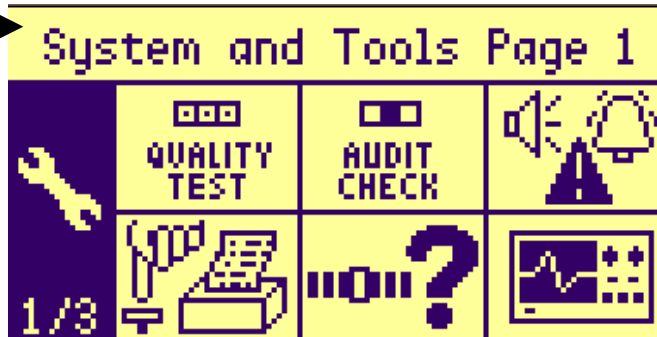 System and Tools Page 1
QUALITY
TEST
AUDIT
CHECK
?
1/3